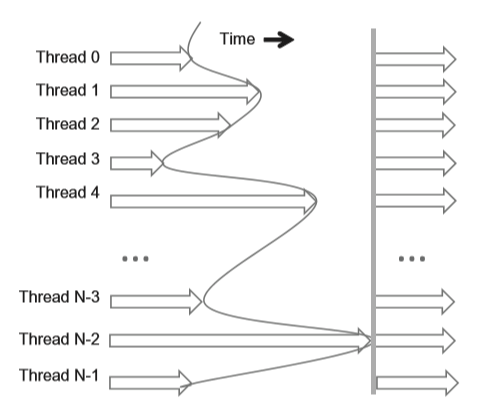 Time
Thread 0
Thread 1
Thread 2
Thread 3
Thread 4
... ...
Thread N-3
Thread N-2
Thread N-1